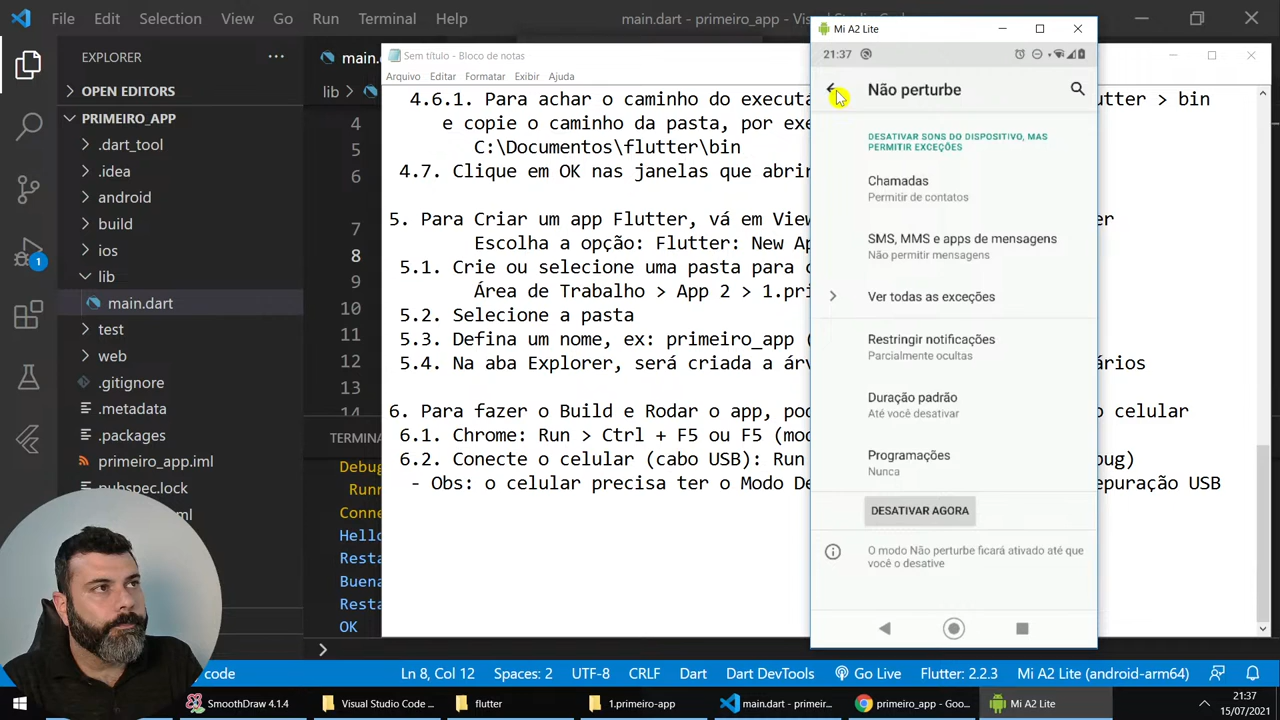 File Edit Selection View Go Run Terminal Help
main.dart - primeiro_app - Visual Studio Code
EXPLORER
OPEN EDITORS
PRIMEIRO_APP
.dart_tool
.idea
android
build
ios
lib
main.dart
test
web
.gitignore
.metadata
.packages
primeiro_app.iml
pubspec.lock
1
main.
lib
4
5
6
7
8
9
10
11
12
13
14
TERMINA
Debug
Runn
Conne
Hello
Resta
Buena
Resta
OK
Sem título - Bloco de notas
Arquivo Editar Formatar Exibir Ajuda
4.6.1. Para achar o caminho do executá
utter > bin
e copie o caminho da pasta, por exe
C:\Documentos\flutter\bin
4.7. Clique em OK nas janelas que abrir
5. Para Criar um app Flutter, vá em View
er
Escolha a opção: Flutter: New Ap
5.1. Crie ou selecione uma pasta para c
Área de Trabalho > App 2 > 1.pri
5.2. Selecione a pasta
5.3. Defina um nome, ex: primeiro_app (
5.4. Na aba Explorer, será criada a árv
ários
6. Para fazer o Build e Rodar o app, pod
o celular
6.1. Chrome: Run > Ctrl + F5 ou F5 (mod
6.2. Conecte o celular (cabo USB): Run
ug)
- Obs: o celular precisa ter o Modo De
epuração USB
Mi A2 Lite
21:37
Não perturbe
DESATIVAR SONS DO DISPOSITIVO, MAS
PERMITIR EXCEÇÕES
Chamadas
Permitir de contatos
SMS, MMS e apps de mensagens
Não permitir mensagens
Ver todas as exceções
Restringir notificações
Parcialmente ocultas
Duração padrão
Até você desativar
Programações
Nunca
DESATIVAR AGORA
O modo Não perturbe ficará ativado até que
você o desative
code
Ln 8, Col 12 Spaces: 2 UTF-8 CRLF Dart Dart DevTools Go Live Flutter: 2.2.3 Mi A2 Lite (android-arm64)
SmoothDraw 4.1.4 Visual Studio Code ... flutter 1.primeiro-app main.dart - primeir... primeiro_app - Goo... Mi A2 Lite
21:37
15/07/2021